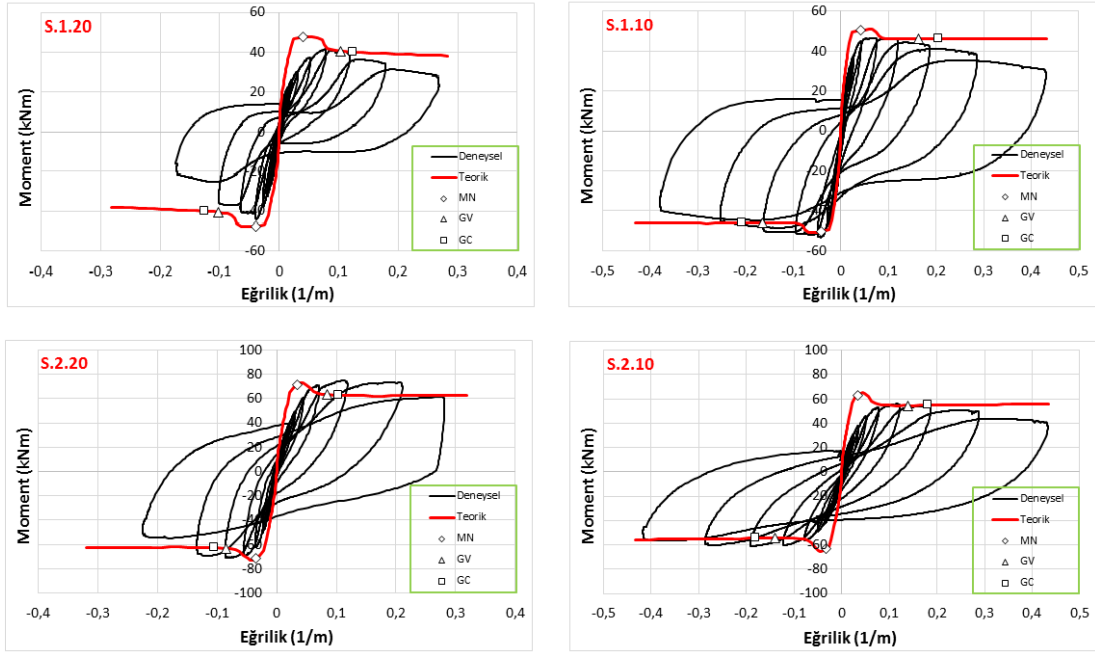 S.1.20
Moment (kNm)
60
40
20
0
-20
-40
-60
-0,4 -0,3 -0,2 -0,1 0 0,1 0,2 0,3 0,4
Eğrilik (1/m)
Deneysel
Teorik
MN
GV
GC
S.1.10
Moment (kNm)
60
40
20
0
-20
-40
-60
-0,5 -0,4 -0,3 -0,2 -0,1 0 0,1 0,2 0,3 0,4 0,5
Eğrilik (1/m)
Deneysel
Teorik
MN
GV
GC
S.2.20
Moment (kNm)
100
80
60
40
20
0
-20
-40
-60
-80
-100
-0,4 -0,3 -0,2 -0,1 0 0,1 0,2 0,3 0,4
Eğrilik (1/m)
Deneysel
Teorik
MN
GV
GC
S.2.10
Moment (kNm)
100
80
60
40
20
0
-20
-40
-60
-80
-100
-0,5 -0,4 -0,3 -0,2 -0,1 0 0,1 0,2 0,3 0,4 0,5
Eğrilik (1/m)
Deneysel
Teorik
MN
GV
GC